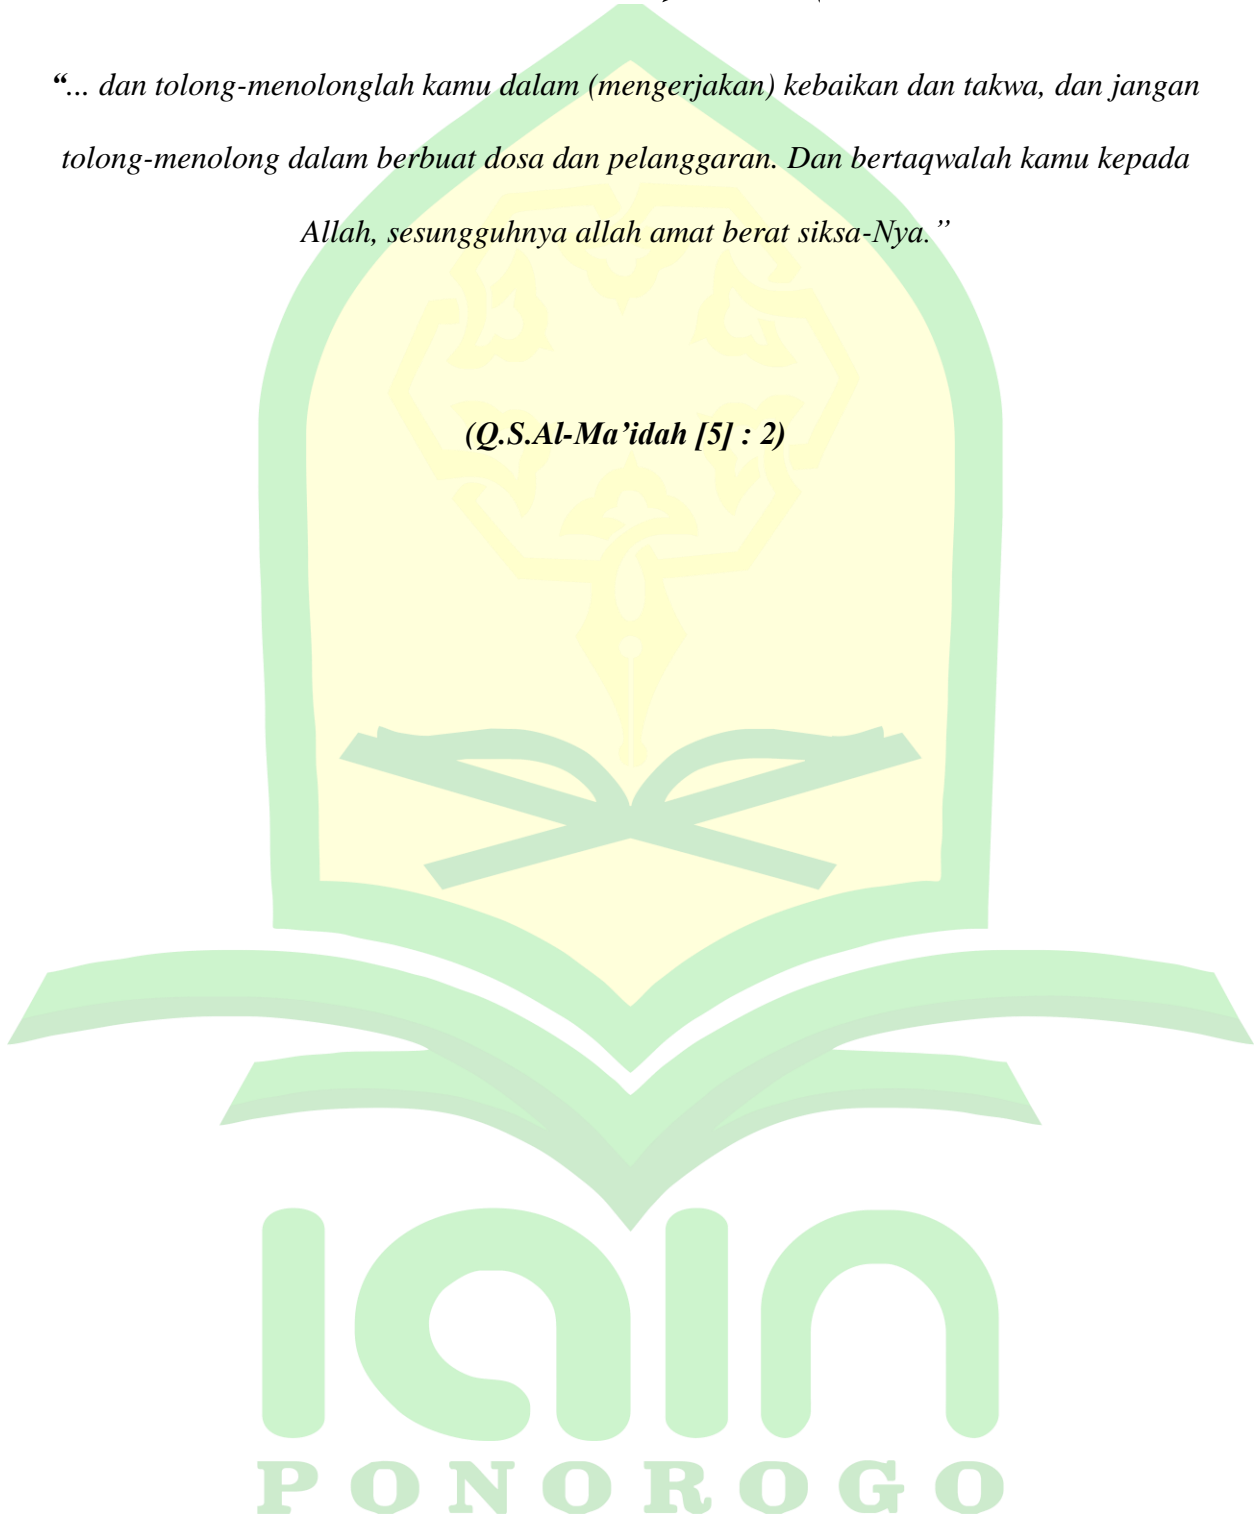 “... dan tolong-menolonglah kamu dalam (mengerjakan) kebaikan dan takwa, dan jangan
tolong-menolong dalam berbuat dosa dan pelanggaran. Dan bertaqwalah kamu kepada
Allah, sesungguhnya allah amat berat siksa-Nya.”
(Q.S.Al-Ma’idah [5] : 2)
iain
PONOROGO